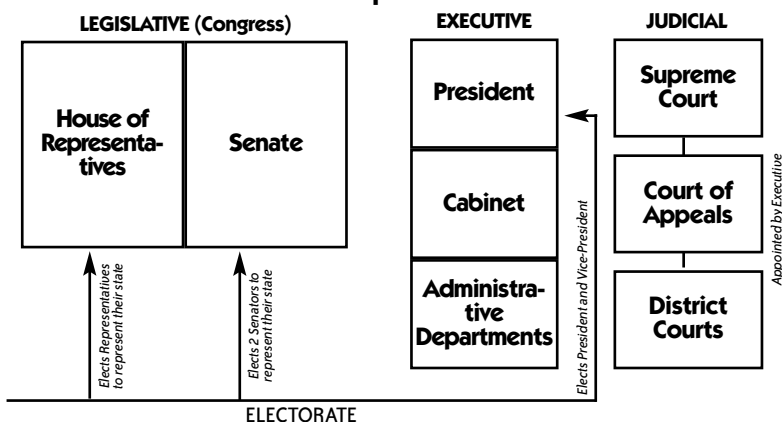 LEGISLATIVE (Congress)
EXECUTIVE
JUDICIAL
House of
Representa-
tives
Senate
President
Cabinet
Administra-
tive
Departments
Supreme
Court
Court of
Appeals
District
Courts
Elects Representatives
to represent their state
Elects 2 Senators to
represent their state
Elects President and Vice-President
Appointed by Executive
ELECTORATE